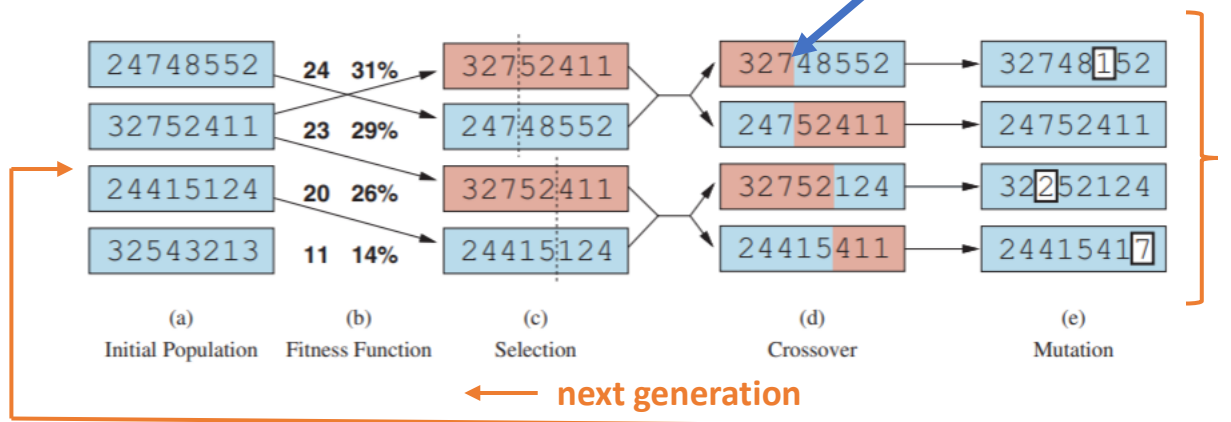 24748552 24 31% 32752411 32748552 32748152
32752411 23 29% 24748552 24752411 24752411
24415124 20 26% 32752411 32752124 32252124
32543213 11 14% 24415124 24415411 24415417
(a) (b) (c) (d) (e)
Initial Population Fitness Function Selection Crossover Mutation
next generation